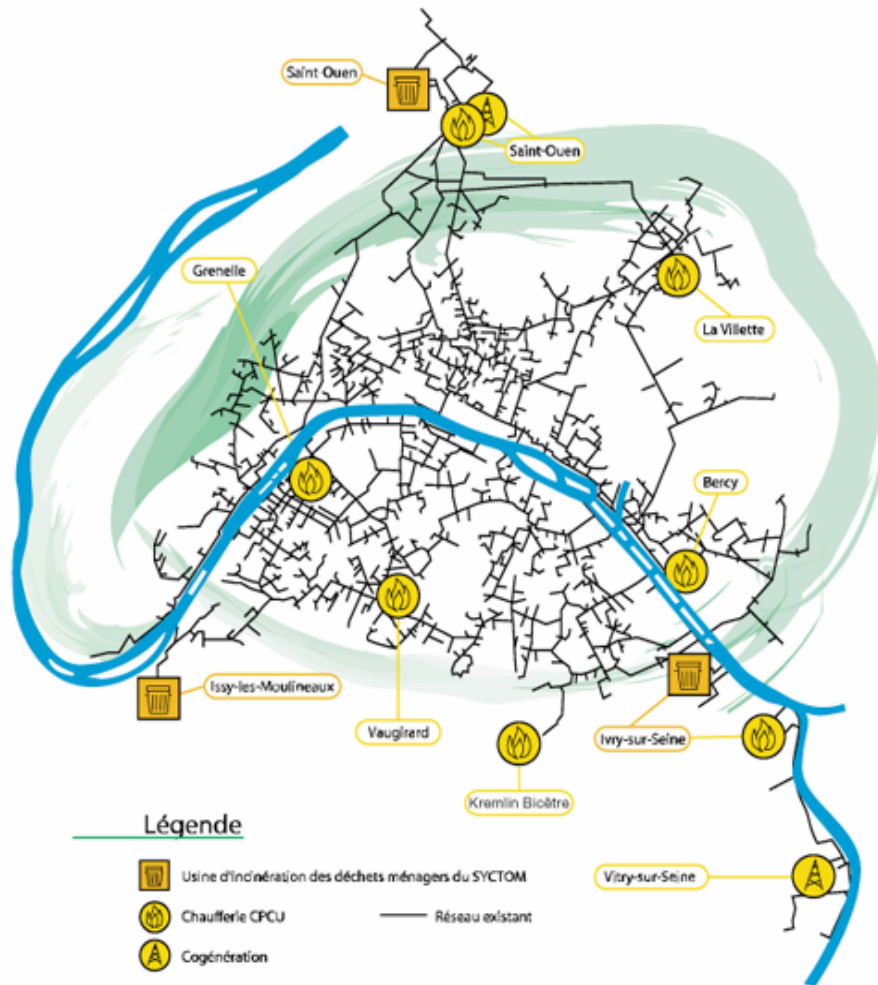 Saint-Ouen
Saint-Ouen
Grenelle
La Villette
Bercy
Issy-les-Moulineaux
Vaugirard
Ivry-sur-Seine
Kremlin Bicêtre
Vitry-sur-Seine
Légende
Usine d'incinération des déchets ménagers du SYCTOM
Chaufferie CPCU
Réseau existant
Cogénération